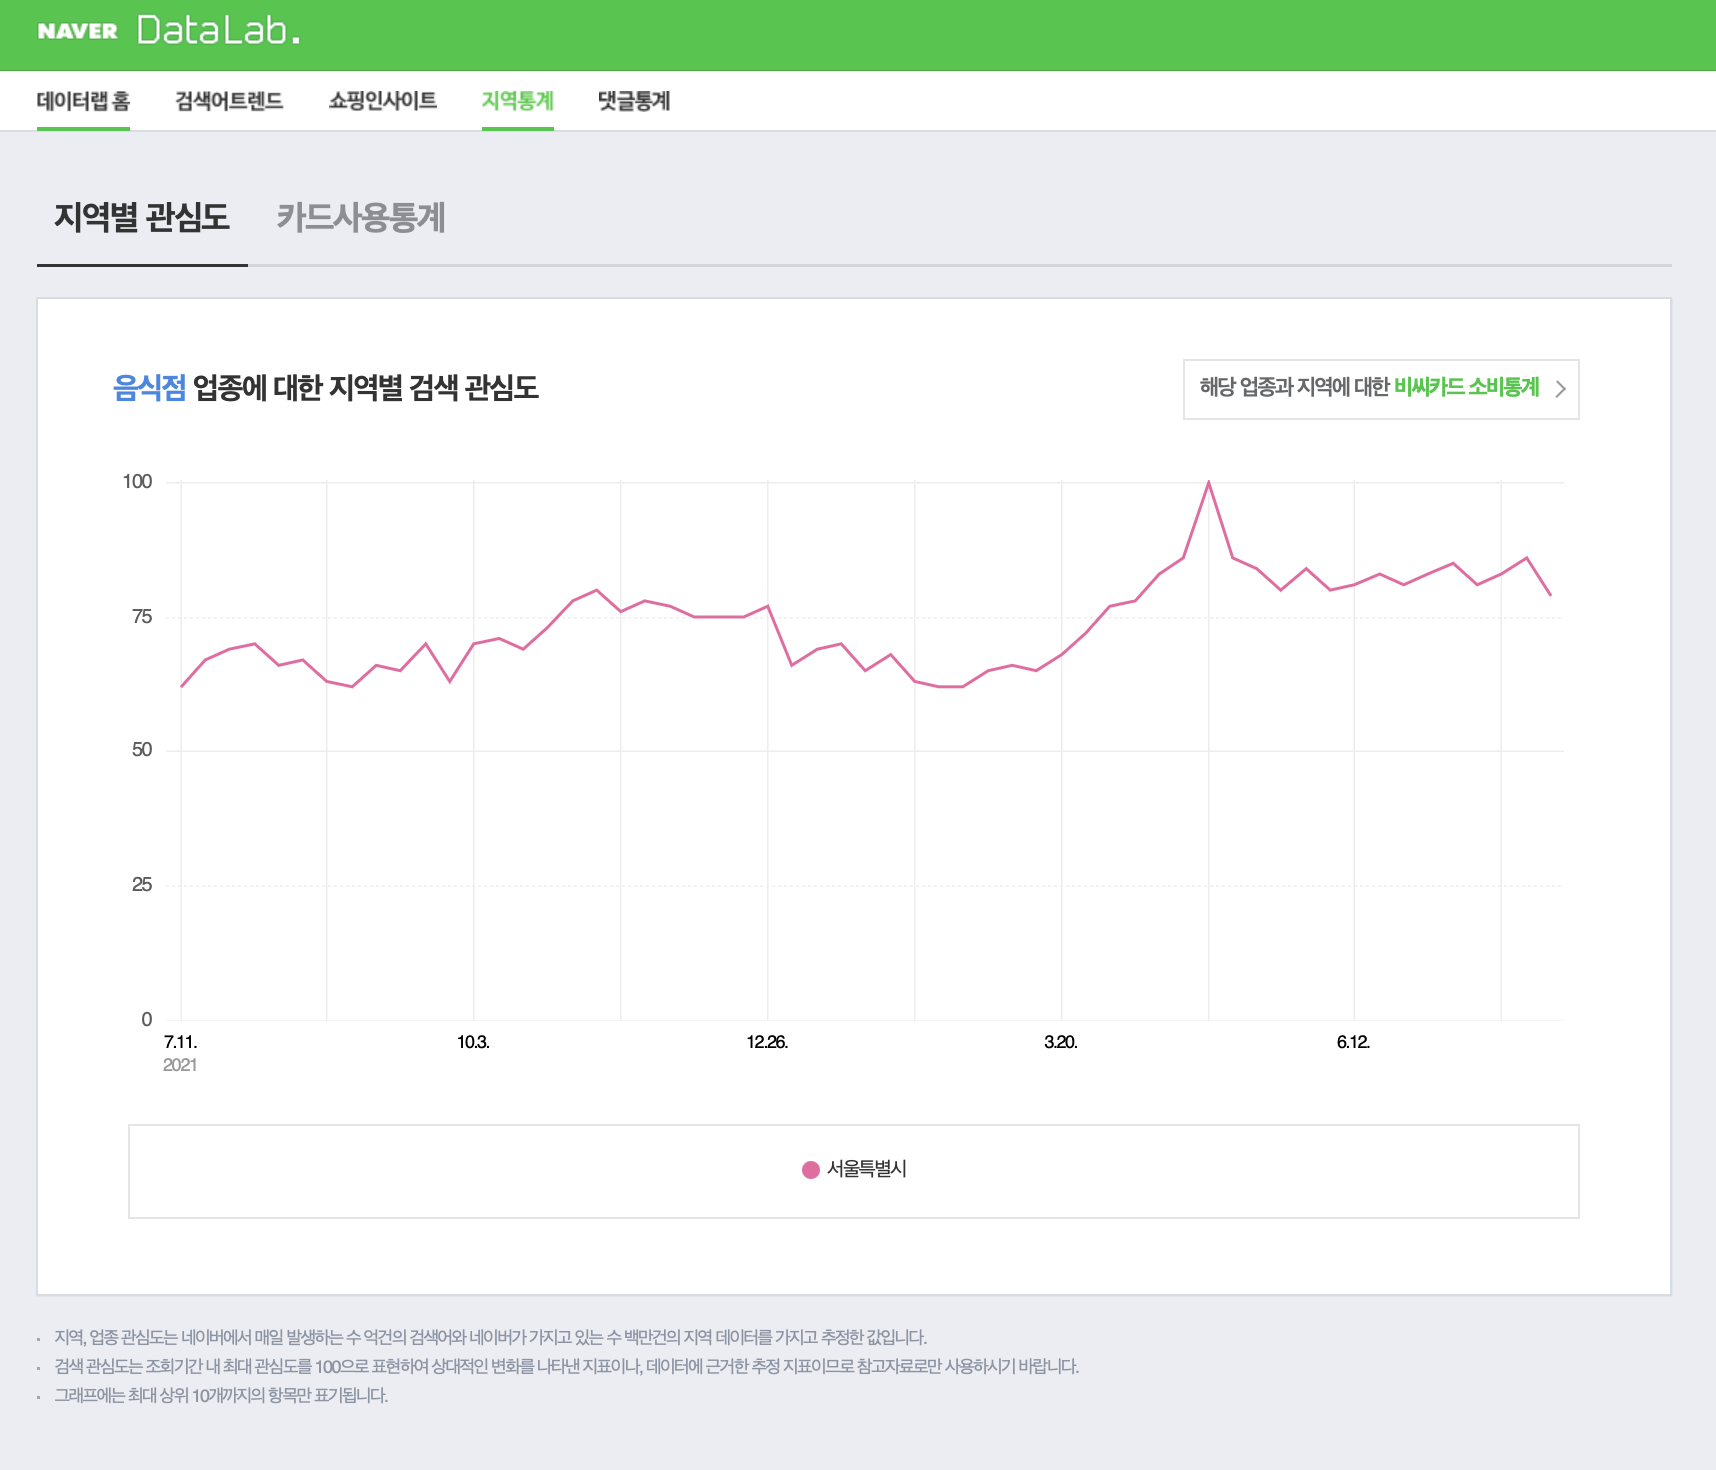 NAVER DataLab.
데이터랩 홈 검색어트렌드 쇼핑인사이트 지역통계 댓글통계
지역별 관심도 카드사용통계
음식점 업종에 대한 지역별 검색 관심도
해당 업종과 지역에 대한 비씨카드 소비통계
100
75
50
25
0
7.11. 10.3. 12.26. 3.20. 6.12.
2021
서울특별시
지역, 업종 관심도는 네이버에서 매일 발생하는 수 억건의 검색어와 네이버가 가지고 있는 수 백만건의 지역 데이터를 가지고 추정한 값입니다.
검색 관심도는 조회기간 내 최대 관심도를 100으로 표현하여 상대적인 변화를 나타낸 지표이나, 데이터에 근거한 추정 지표이므로 참고자료로만 사용하시기 바랍니다.
그래프에는 최대 상위 10개까지의 항목만 표기됩니다.